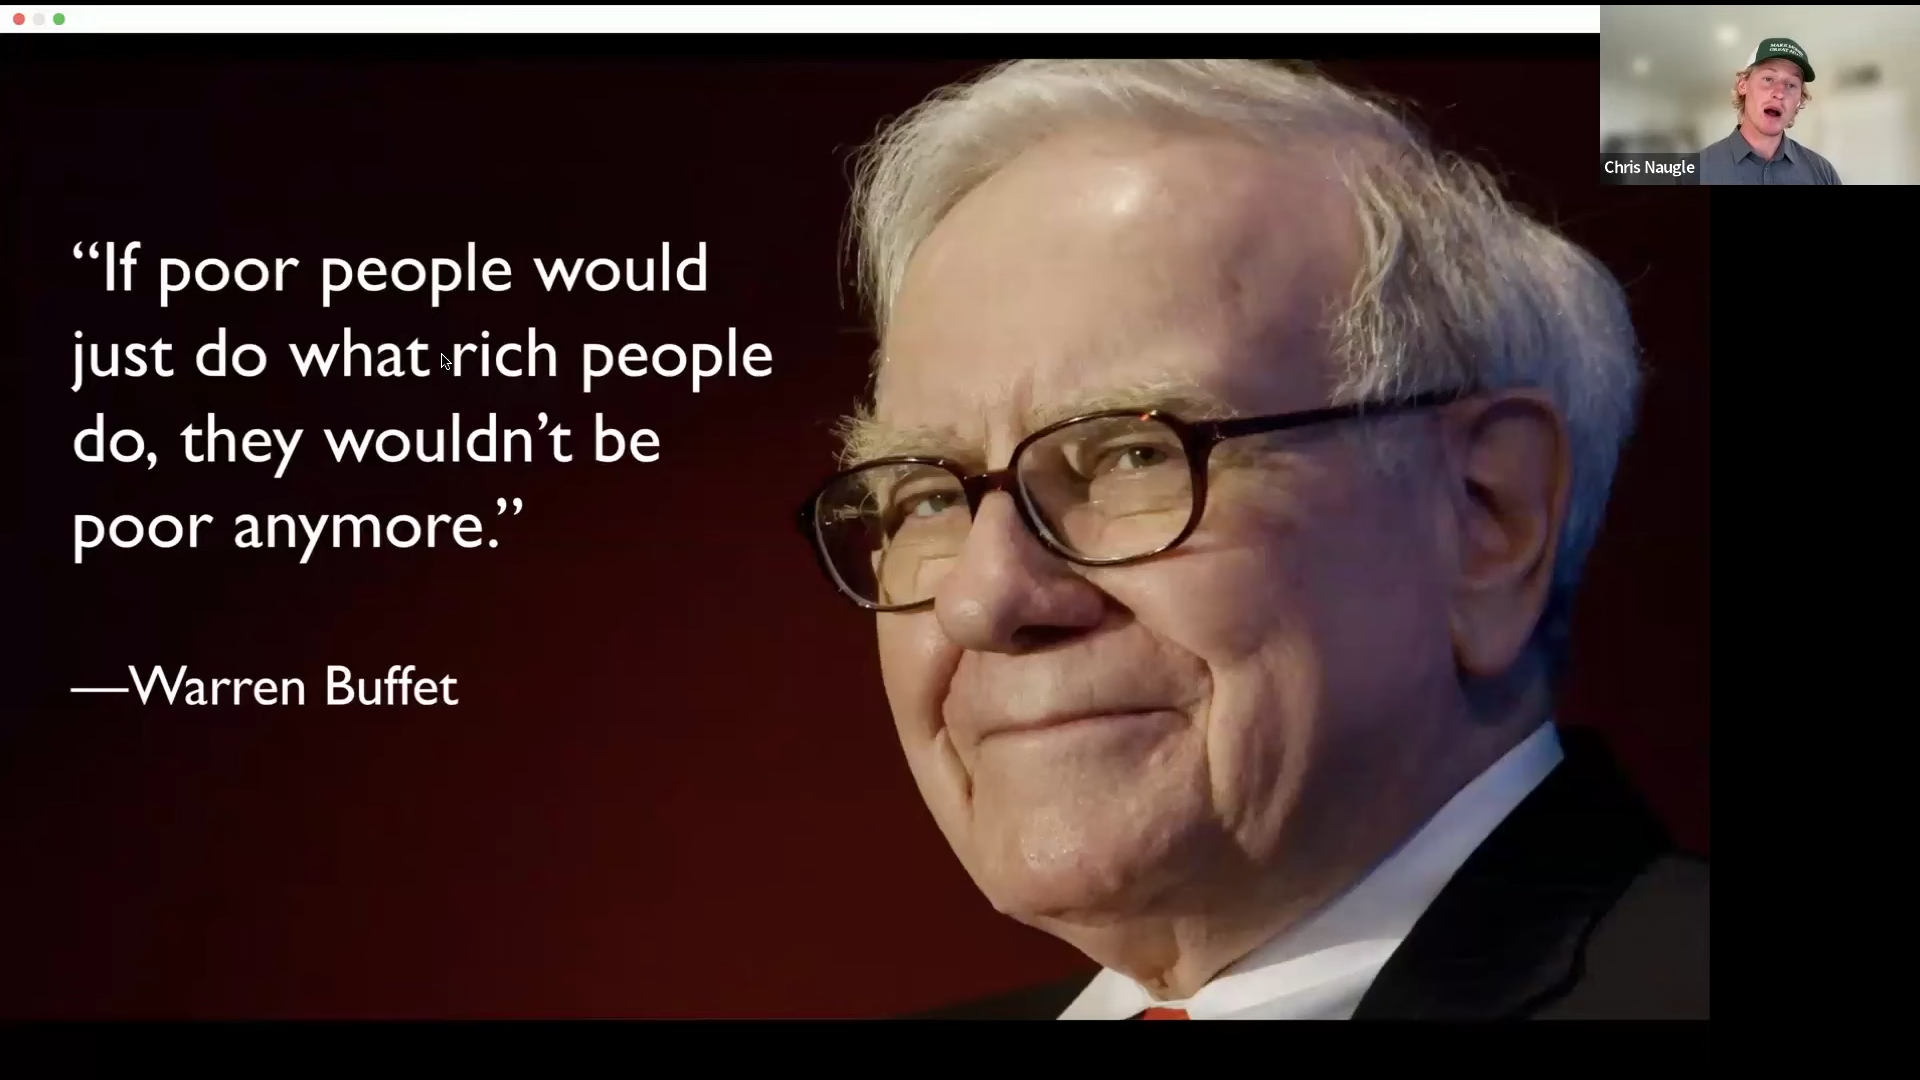 “If poor people would
just do what rich people
do, they wouldn’t be
poor anymore.”
—Warren Buffet
Chris Naugle